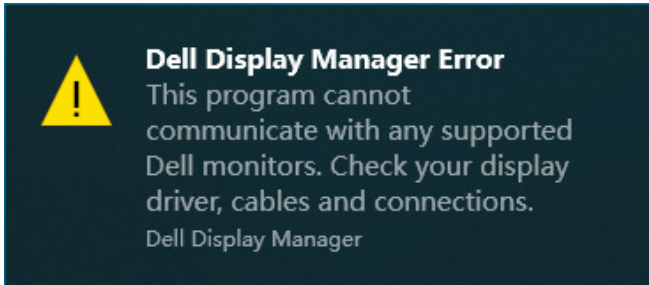 Dell Display Manager Error
This program cannot
communicate with any supported
Dell monitors. Check your display
driver, cables and connections.
Dell Display Manager